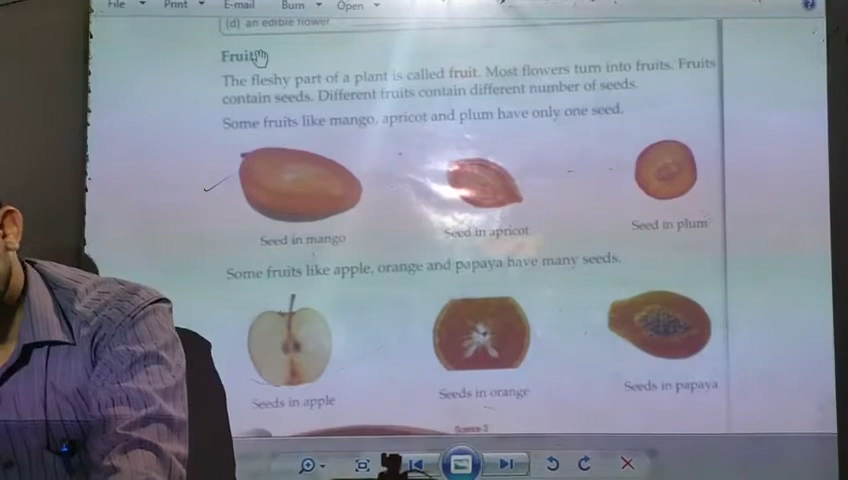 File Print E-mail Burn Open
(d) an edible flower
Fruits
The fleshy part of a plant is called fruit. Most flowers turn into fruits. Fruits
contain seeds. Different fruits contain different number of seeds.
Some fruits like mango, apricot and plum have only one seed.
Seed in mango Seed in apricot Seed in plum
Some fruits like apple, orange and papaya have many seeds.
Seeds in apple Seeds in orange Seeds in papaya
Science-2